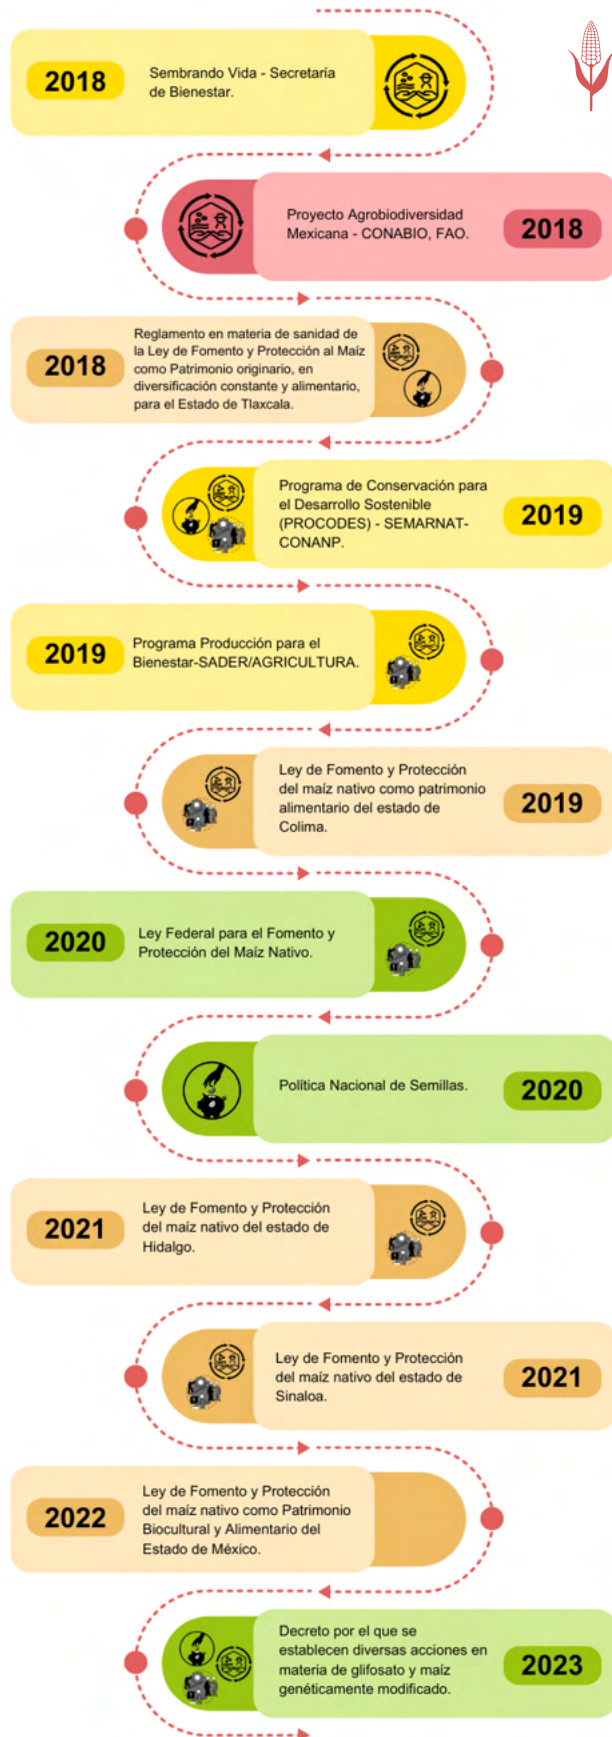 2018
Sembrando Vida - Secretaría
de Bienestar.
Proyecto Agrobiodiversidad
Mexicana - CONABIO, FAO.
2018
2018
Reglamento en materia de sanidad de
la Ley de Fomento y Protección al Maíz
como Patrimonio originario, en
diversificación constante y alimentario,
para el Estado de Tlaxcala.
Programa de Conservación para
el Desarrollo Sostenible
(PROCODES) - SEMARNAT-
CONANP.
2019
2019
Programa Producción para el
Bienestar-SADER/AGRICULTURA.
Ley de Fomento y Protección
del maíz nativo como patrimonio
alimentario del estado de
Colima.
2019
2020
Ley Federal para el Fomento y
Protección del Maíz Nativo.
Política Nacional de Semillas.
2020
2021
Ley de Fomento y Protección
del maíz nativo del estado de
Hidalgo.
Ley de Fomento y Protección
del maíz nativo del estado de
Sinaloa.
2021
2022
Ley de Fomento y Protección
del maíz nativo como Patrimonio
Biocultural y Alimentario del
Estado de México.
Decreto por el que se
establecen diversas acciones en
materia de glifosato y maíz
genéticamente modificado.
2023